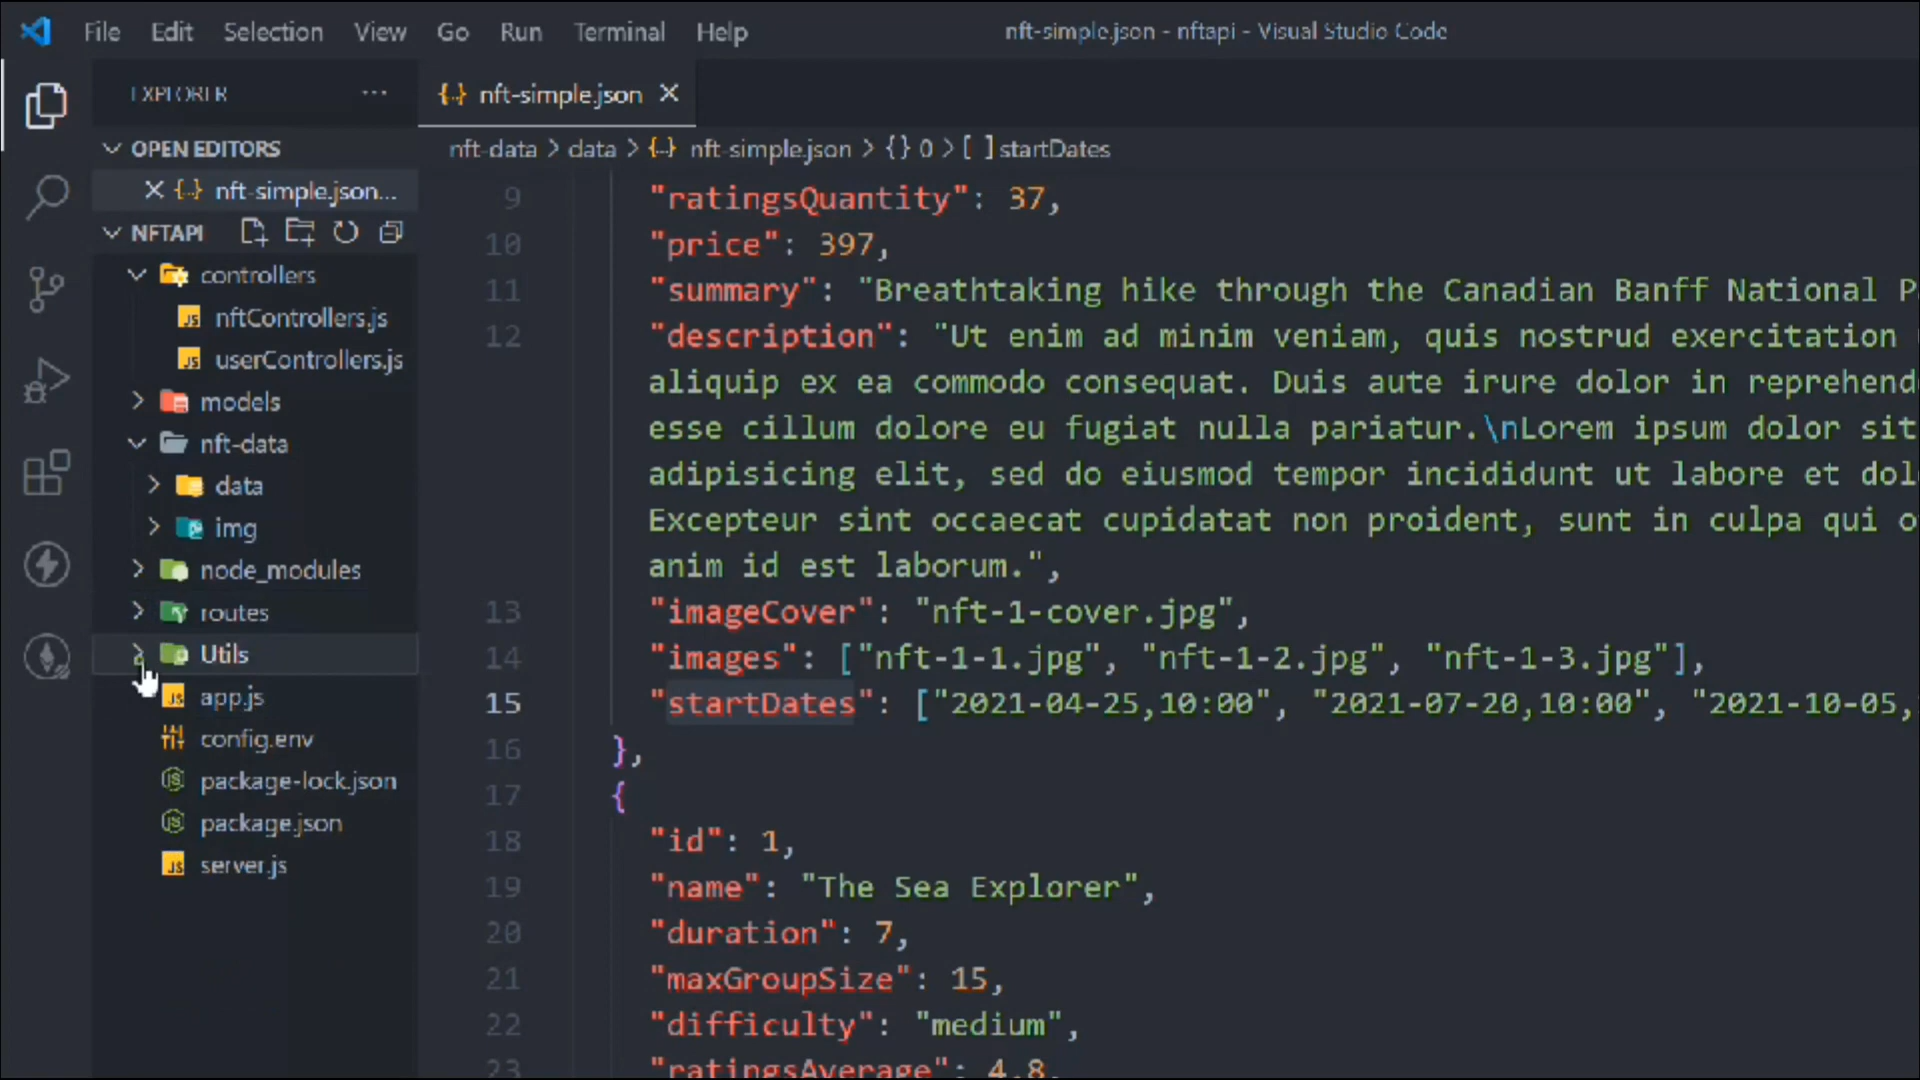 File Edit Selection View Go Run Terminal Help nft-simple.json - nftapi - Visual Studio Code
EXPLORER ...
OPEN EDITORS
{..} nft-simple.json...
NFTAPI
controllers
nftControllers.js
userControllers.js
models
nft-data
data
img
node_modules
routes
Utils
app.js
config.env
package-lock.json
package.json
server.js
{..} nft-simple.json
nft-data > data > {..} nft-simple.json > {} 0 > [ ] startDates
9 "ratingsQuantity": 37,
10 "price": 397,
11 "summary": "Breathtaking hike through the Canadian Banff National P
12 "description": "Ut enim ad minim veniam, quis nostrud exercitation
aliquip ex ea commodo consequat. Duis aute irure dolor in reprehend
esse cillum dolore eu fugiat nulla pariatur.\nLorem ipsum dolor sit
adipisicing elit, sed do eiusmod tempor incididunt ut labore et dol
Excepteur sint occaecat cupidatat non proident, sunt in culpa qui o
anim id est laborum.",
13 "imageCover": "nft-1-cover.jpg",
14 "images": ["nft-1-1.jpg", "nft-1-2.jpg", "nft-1-3.jpg"],
15 "startDates": ["2021-04-25,10:00", "2021-07-20,10:00", "2021-10-05,
16 },
17 {
18 "id": 1,
19 "name": "The Sea Explorer",
20 "duration": 7,
21 "maxGroupSize": 15,
22 "difficulty": "medium",
23 "ratingsAverage": 4.8,